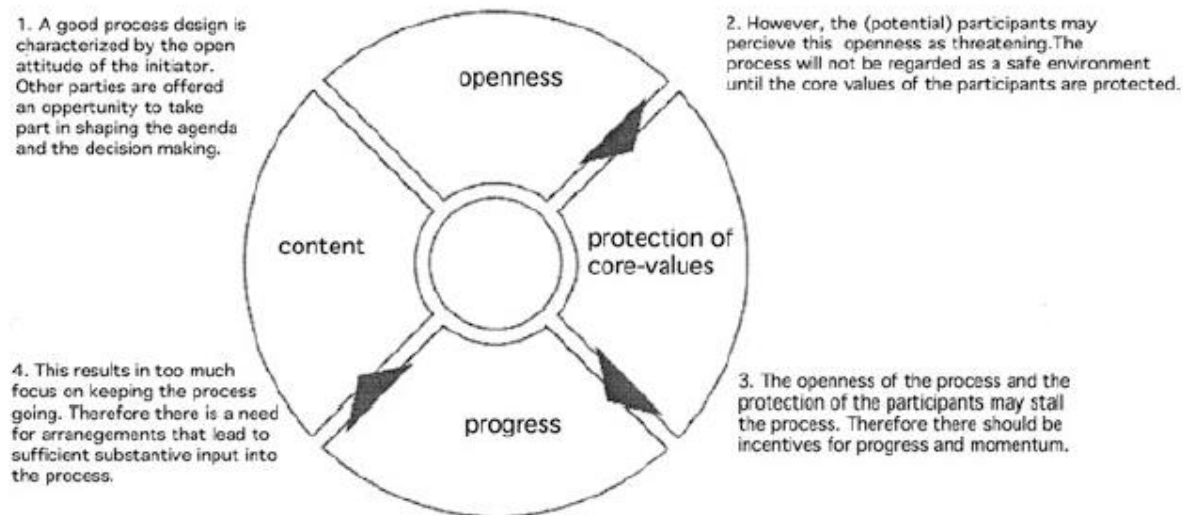 1. A good process design is
characterized by the open
attitude of the initiator.
Other parties are offered
an oppertunity to take
part in shaping the agenda
and the decision making.
openness
2. However, the (potential) participants may
percieve this openness as threatening.The
process will not be regarded as a safe environment
until the core values of the participants are protected.
content
protection of
core-values
4. This results in too much
focus on keeping the process
going. Therefore there is a need
for arranegements that lead to
sufficient substantive input into
the process.
progress
3. The openness of the process and the
protection of the participants may stall
the process. Therefore there should be
incentives for progress and momentum.